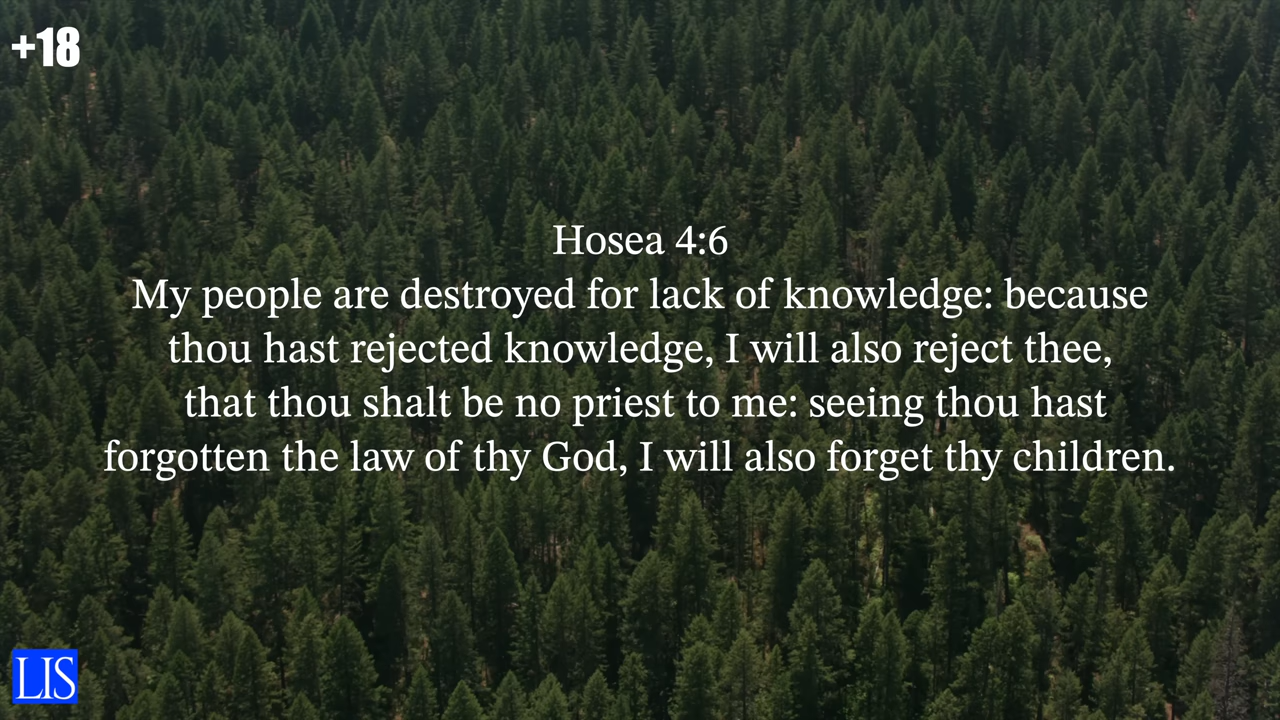 +18
Hosea 4:6
My people are destroyed for lack of knowledge: because
thou hast rejected knowledge, I will also reject thee,
that thou shalt be no priest to me: seeing thou hast
forgotten the law of thy God, I will also forget thy children.
LIS